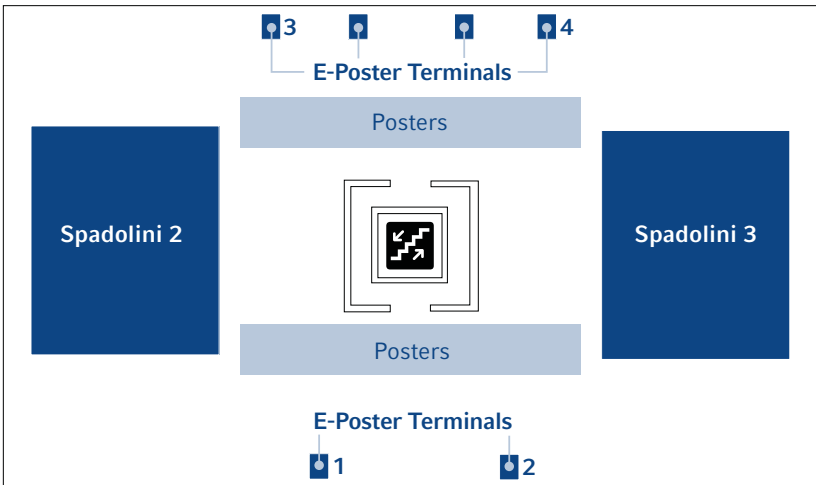 3 4
E-Poster Terminals
Posters
Spadolini 2
Spadolini 3
Posters
E-Poster Terminals
1 2